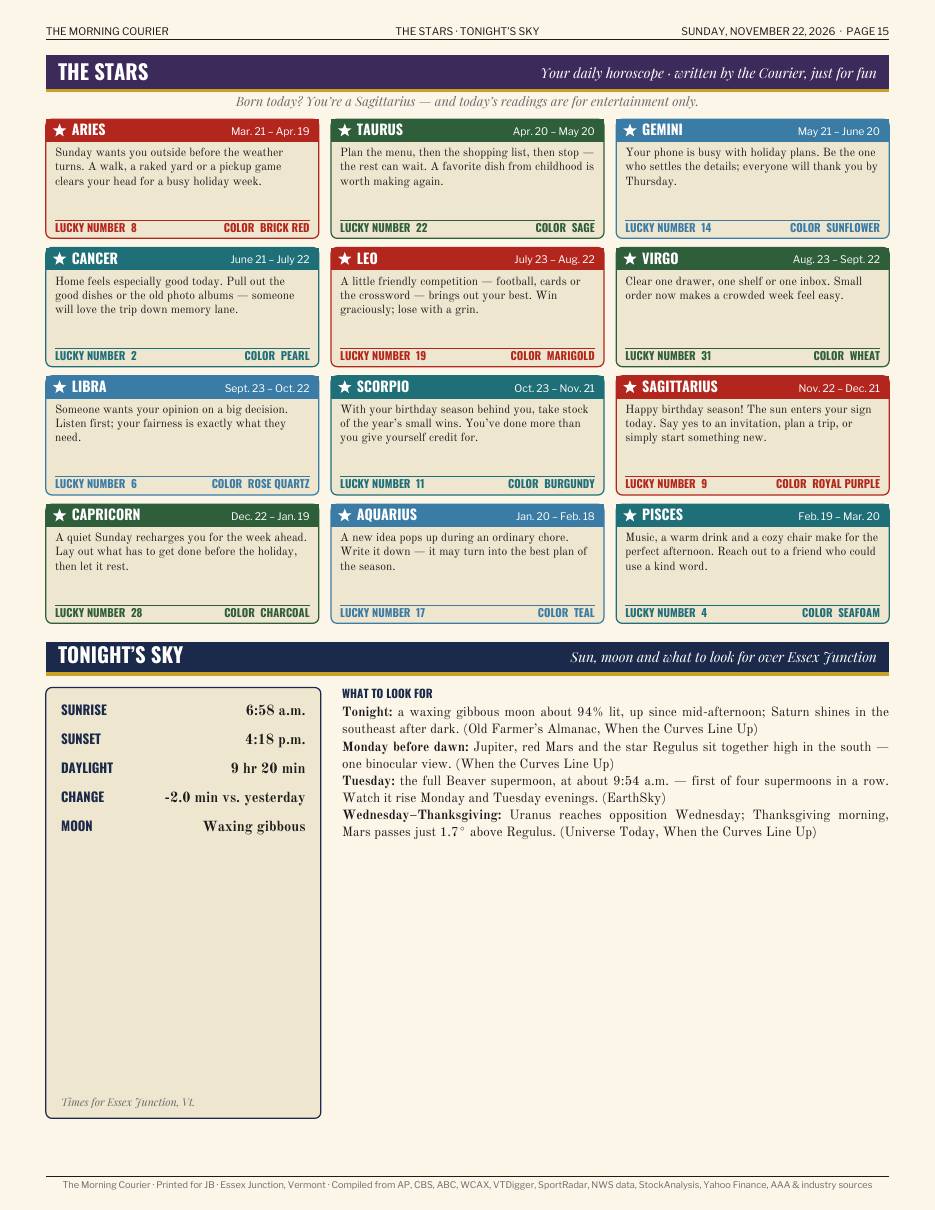 THE MORNING COURIER
THE STARS · TONIGHT'S SKY
SUNDAY, NOVEMBER 22, 2026 · PAGE 15
THE STARS
Your daily horoscope · written by the Courier, just for fun
Born today? You're a Sagittarius — and today's readings are for entertainment only.
★ ARIES Mar. 21 – Apr. 19
Sunday wants you outside before the weather
turns. A walk, a raked yard or a pickup game
clears your head for a busy holiday week.
LUCKY NUMBER 8 COLOR BRICK RED
★ TAURUS Apr. 20 – May 20
Plan the menu, then the shopping list, then stop —
the rest can wait. A favorite dish from childhood is
worth making again.
LUCKY NUMBER 22 COLOR SAGE
★ GEMINI May 21 – June 20
Your phone is busy with holiday plans. Be the one
who settles the details; everyone will thank you by
Thursday.
LUCKY NUMBER 14 COLOR SUNFLOWER
★ CANCER June 21 – July 22
Home feels especially good today. Pull out the
good dishes or the old photo albums — someone
will love the trip down memory lane.
LUCKY NUMBER 2 COLOR PEARL
★ LEO July 23 – Aug. 22
A little friendly competition — football, cards or
the crossword — brings out your best. Win
graciously; lose with a grin.
LUCKY NUMBER 19 COLOR MARIGOLD
★ VIRGO Aug. 23 – Sept. 22
Clear one drawer, one shelf or one inbox. Small
order now makes a crowded week feel easy.
LUCKY NUMBER 31 COLOR WHEAT
★ LIBRA Sept. 23 – Oct. 22
Someone wants your opinion on a big decision.
Listen first; your fairness is exactly what they
need.
LUCKY NUMBER 6 COLOR ROSE QUARTZ
★ SCORPIO Oct. 23 – Nov. 21
With your birthday season behind you, take stock
of the year's small wins. You've done more than
you give yourself credit for.
LUCKY NUMBER 11 COLOR BURGUNDY
★ SAGITTARIUS Nov. 22 – Dec. 21
Happy birthday season! The sun enters your sign
today. Say yes to an invitation, plan a trip, or
simply start something new.
LUCKY NUMBER 9 COLOR ROYAL PURPLE
★ CAPRICORN Dec. 22 – Jan. 19
A quiet Sunday recharges you for the week ahead.
Lay out what has to get done before the holiday,
then let it rest.
LUCKY NUMBER 28 COLOR CHARCOAL
★ AQUARIUS Jan. 20 – Feb. 18
A new idea pops up during an ordinary chore.
Write it down — it may turn into the best plan of
the season.
LUCKY NUMBER 17 COLOR TEAL
★ PISCES Feb. 19 – Mar. 20
Music, a warm drink and a cozy chair make for the
perfect afternoon. Reach out to a friend who could
use a kind word.
LUCKY NUMBER 4 COLOR SEAFOAM
TONIGHT'S SKY
Sun, moon and what to look for over Essex Junction
SUNRISE 6:58 a.m.
SUNSET 4:18 p.m.
DAYLIGHT 9 hr 20 min
CHANGE -2.0 min vs. yesterday
MOON Waxing gibbous
Times for Essex Junction, Vt.
WHAT TO LOOK FOR
Tonight: a waxing gibbous moon about 94% lit, up since mid-afternoon; Saturn shines in the
southeast after dark. (Old Farmer's Almanac, When the Curves Line Up)
Monday before dawn: Jupiter, red Mars and the star Regulus sit together high in the south —
one binocular view. (When the Curves Line Up)
Tuesday: the full Beaver supermoon, at about 9:54 a.m. — first of four supermoons in a row.
Watch it rise Monday and Tuesday evenings. (EarthSky)
Wednesday–Thanksgiving: Uranus reaches opposition Wednesday; Thanksgiving morning,
Mars passes just 1.7° above Regulus. (Universe Today, When the Curves Line Up)
The Morning Courier · Printed for JB · Essex Junction, Vermont · Compiled from AP, CBS, ABC, WCAX, VTDigger, SportRadar, NWS data, StockAnalysis, Yahoo Finance, AAA & industry sources